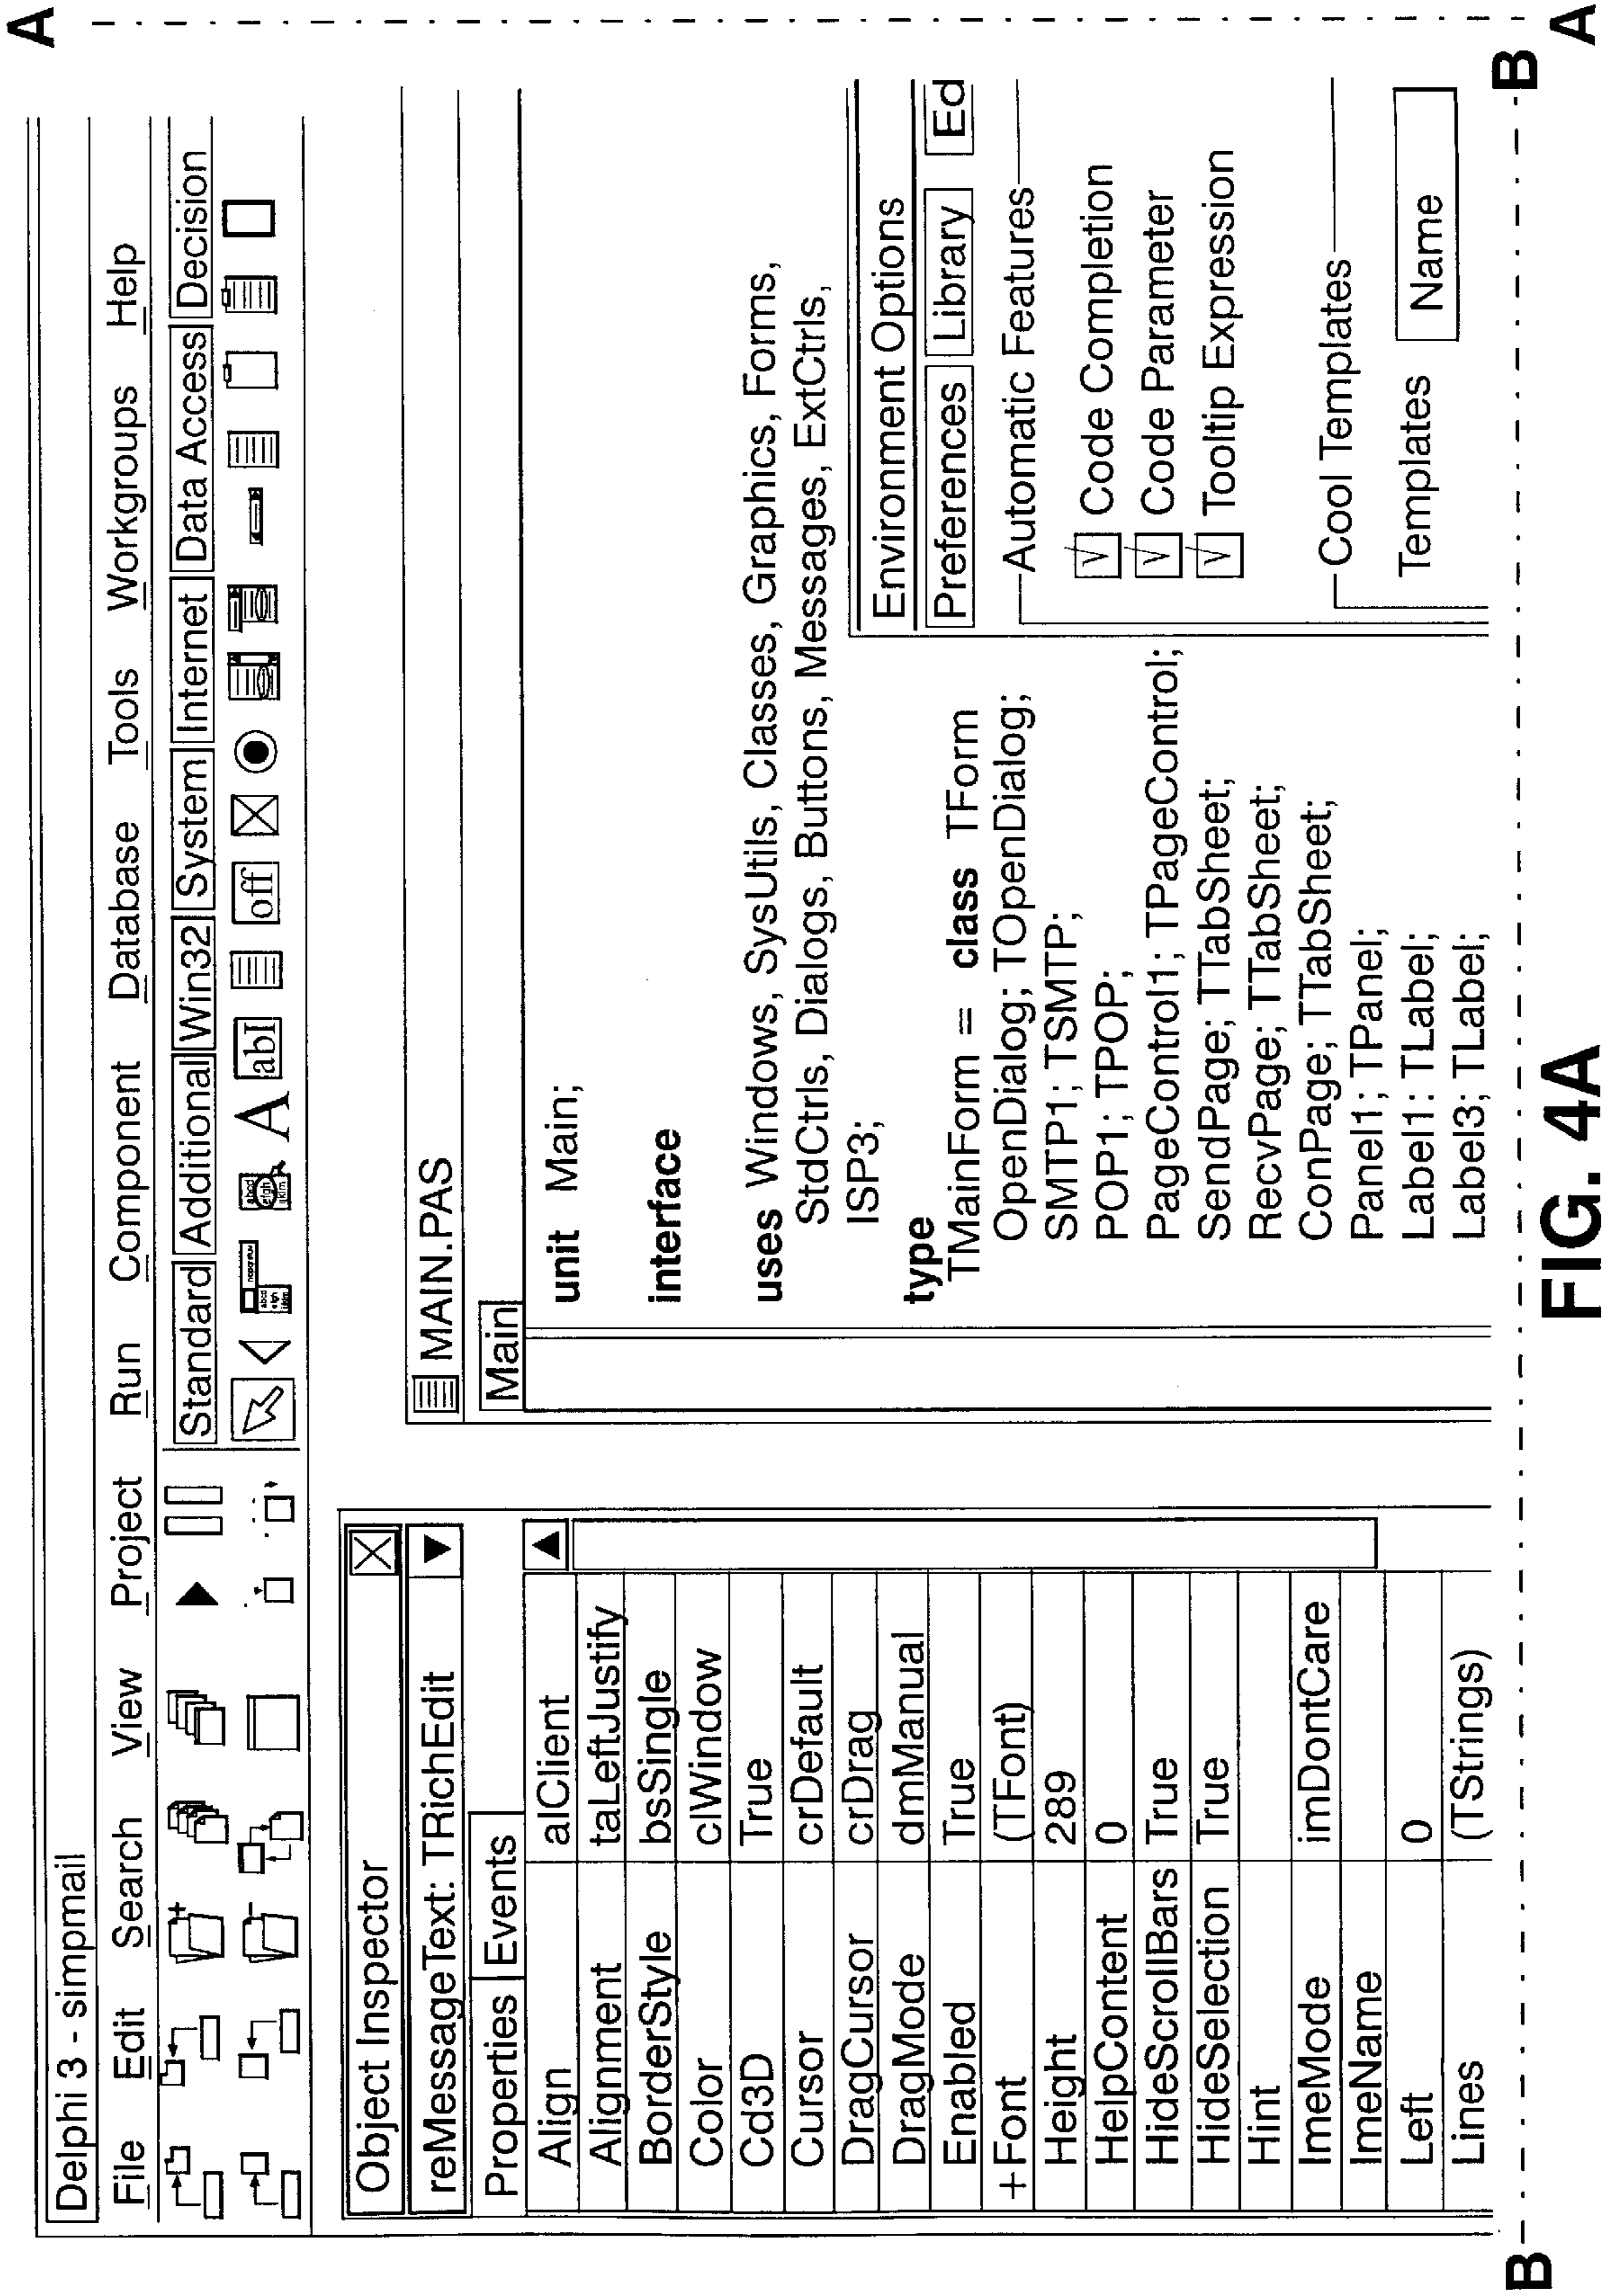 A
Delphi 3 - simpmail
File Edit Search View Project Run Component Database Tools Workgroups Help
Standard Additional Win32 System Internet Data Access Decision
A abI off
Object Inspector
reMessageText: TRichEdit
Properties Events
Align alClient
Alignment taLeftJustify
BorderStyle bsSingle
Color clWindow
Cd3D True
Cursor crDefault
DragCursor crDrag
DragMode dmManual
Enabled True
+Font (TFont)
Height 289
HelpContent 0
HideScrollBars True
HideSelection True
Hint
ImeMode imDontCare
ImeName
Left 0
Lines (TStrings)
MAIN.PAS
Main
unit Main;
interface
uses Windows, SysUtils, Classes, Graphics, Forms,
StdCtrls, Dialogs, Buttons, Messages, ExtCtrls,
ISP3;
type
TMainForm = class TForm
OpenDialog; TOpenDialog;
SMTP1; TSMTP;
POP1; TPOP;
PageControl1; TPageControl;
SendPage; TTabSheet;
RecvPage; TTabSheet;
ConPage; TTabSheet;
Panel1; TPanel;
Label1: TLabel;
Label3; TLabel;
Environment Options
Preferences Library Ed
Automatic Features
√ Code Completion
√ Code Parameter
√ Tooltip Expression
Cool Templates
Templates Name
B B
A
FIG. 4A